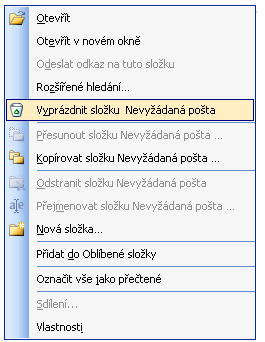 Otevřít
Otevřít v novém okně
Odeslat odkaz na tuto složku
Rozšířené hledání...
Vyprázdnit složku Nevyžádaná pošta
Přesunout složku Nevyžádaná pošta ...
Kopírovat složku Nevyžádaná pošta ...
Odstranit složku Nevyžádaná pošta
Přejmenovat složku Nevyžádaná pošta ...
Nová složka...
Přidat do Oblíbené složky
Označit vše jako přečtené
Sdílení...
Vlastnosti